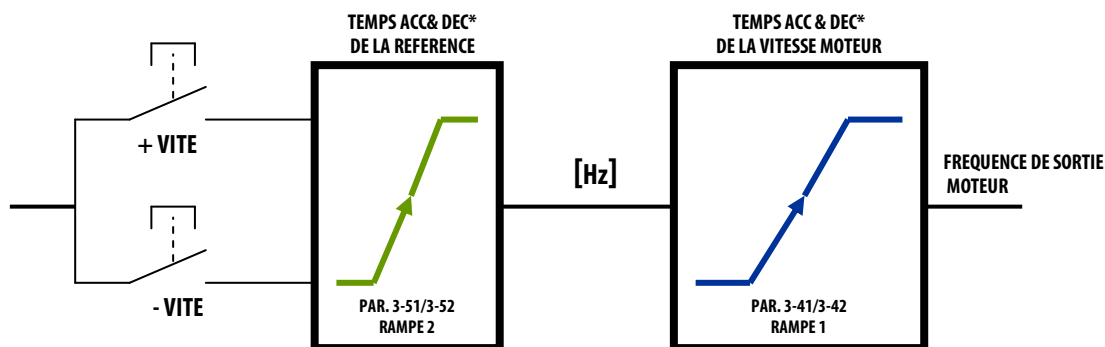 TEMPS ACC& DEC*
DE LA REFERENCE
TEMPS ACC & DEC*
DE LA VITESSE MOTEUR
+ VITE
- VITE
PAR. 3-51/3-52
RAMPE 2
[Hz]
PAR. 3-41/3-42
RAMPE 1
FREQUENCE DE SORTIE
MOTEUR